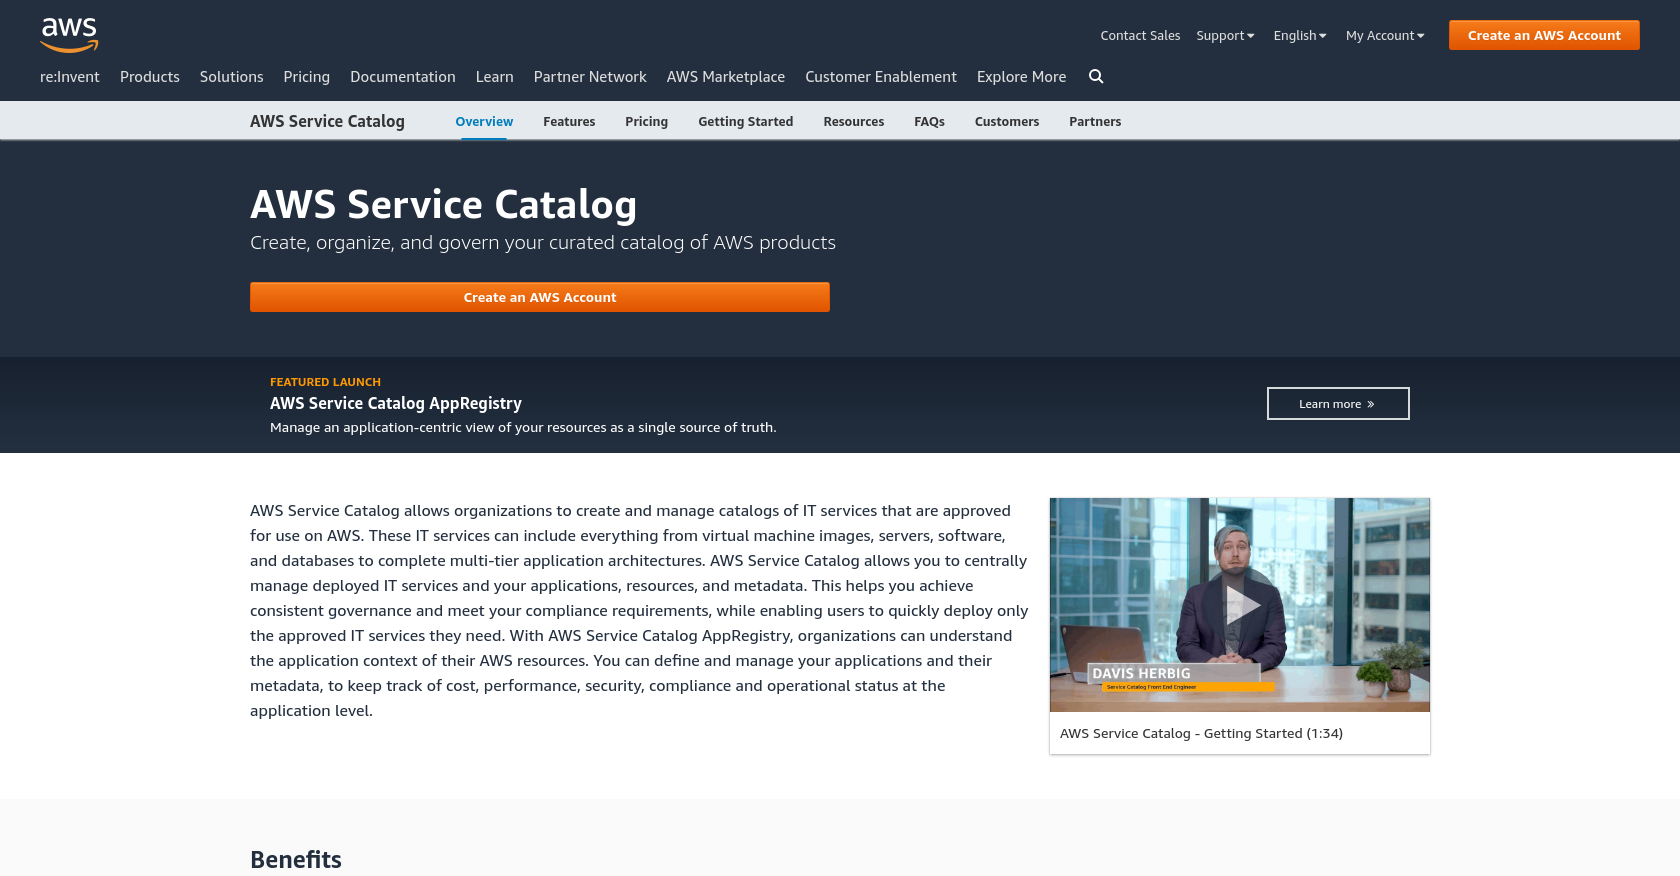 aws
Contact Sales Support English My Account Create an AWS Account
re:Invent Products Solutions Pricing Documentation Learn Partner Network AWS Marketplace Customer Enablement Explore More
AWS Service Catalog Overview Features Pricing Getting Started Resources FAQs Customers Partners
AWS Service Catalog
Create, organize, and govern your curated catalog of AWS products
Create an AWS Account
FEATURED LAUNCH
AWS Service Catalog AppRegistry
Manage an application-centric view of your resources as a single source of truth.
Learn more »
AWS Service Catalog allows organizations to create and manage catalogs of IT services that are approved
for use on AWS. These IT services can include everything from virtual machine images, servers, software,
and databases to complete multi-tier application architectures. AWS Service Catalog allows you to centrally
manage deployed IT services and your applications, resources, and metadata. This helps you achieve
consistent governance and meet your compliance requirements, while enabling users to quickly deploy only
the approved IT services they need. With AWS Service Catalog AppRegistry, organizations can understand
the application context of their AWS resources. You can define and manage your applications and their
metadata, to keep track of cost, performance, security, compliance and operational status at the
application level.
DAVIS HERBIG
Service Catalog Front End Engineer
AWS Service Catalog - Getting Started (1:34)
Benefits